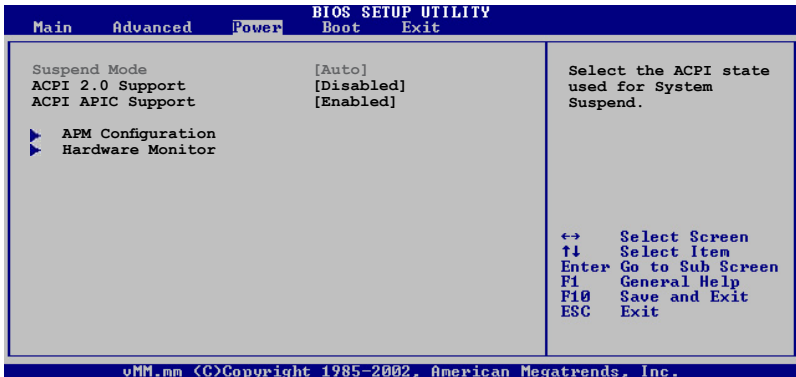 BIOS SETUP UTILITY
Main Advanced Power Boot Exit
Suspend Mode [Auto]
ACPI 2.0 Support [Disabled]
ACPI APIC Support [Enabled]
APM Configuration
Hardware Monitor
Select the ACPI state
used for System
Suspend.
←→ Select Screen
↑↓ Select Item
Enter Go to Sub Screen
F1 General Help
F10 Save and Exit
ESC Exit
vMM.mm (C)Copyright 1985-2002, American Megatrends, Inc.